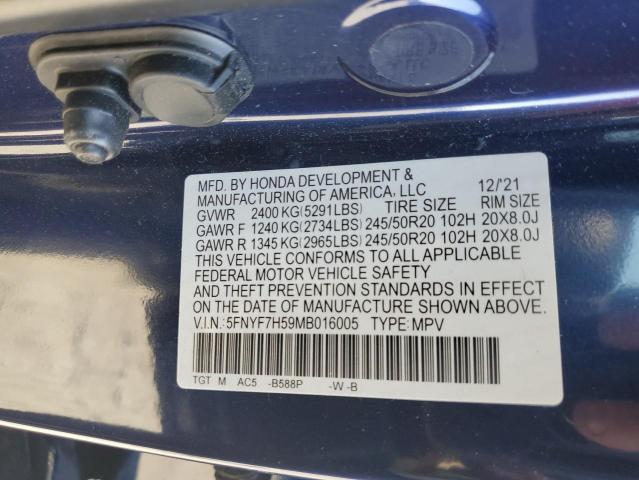 MFD. BY HONDA DEVELOPMENT &
MANUFACTURING OF AMERICA, LLC 12/'21
GVWR 2400 KG(5291LBS) TIRE SIZE RIM SIZE
GAWR F 1240 KG(2734LBS) 245/50R20 102H 20X8.0J
GAWR R 1345 KG(2965LBS) 245/50R20 102H 20X8.0J
THIS VEHICLE CONFORMS TO ALL APPLICABLE
FEDERAL MOTOR VEHICLE SAFETY
AND THEFT PREVENTION STANDARDS IN EFFECT
ON THE DATE OF MANUFACTURE SHOWN ABOVE.
V.I.N.:5FNYF7H59MB016005 TYPE:MPV
TGT M AC5 -B588P -W -B